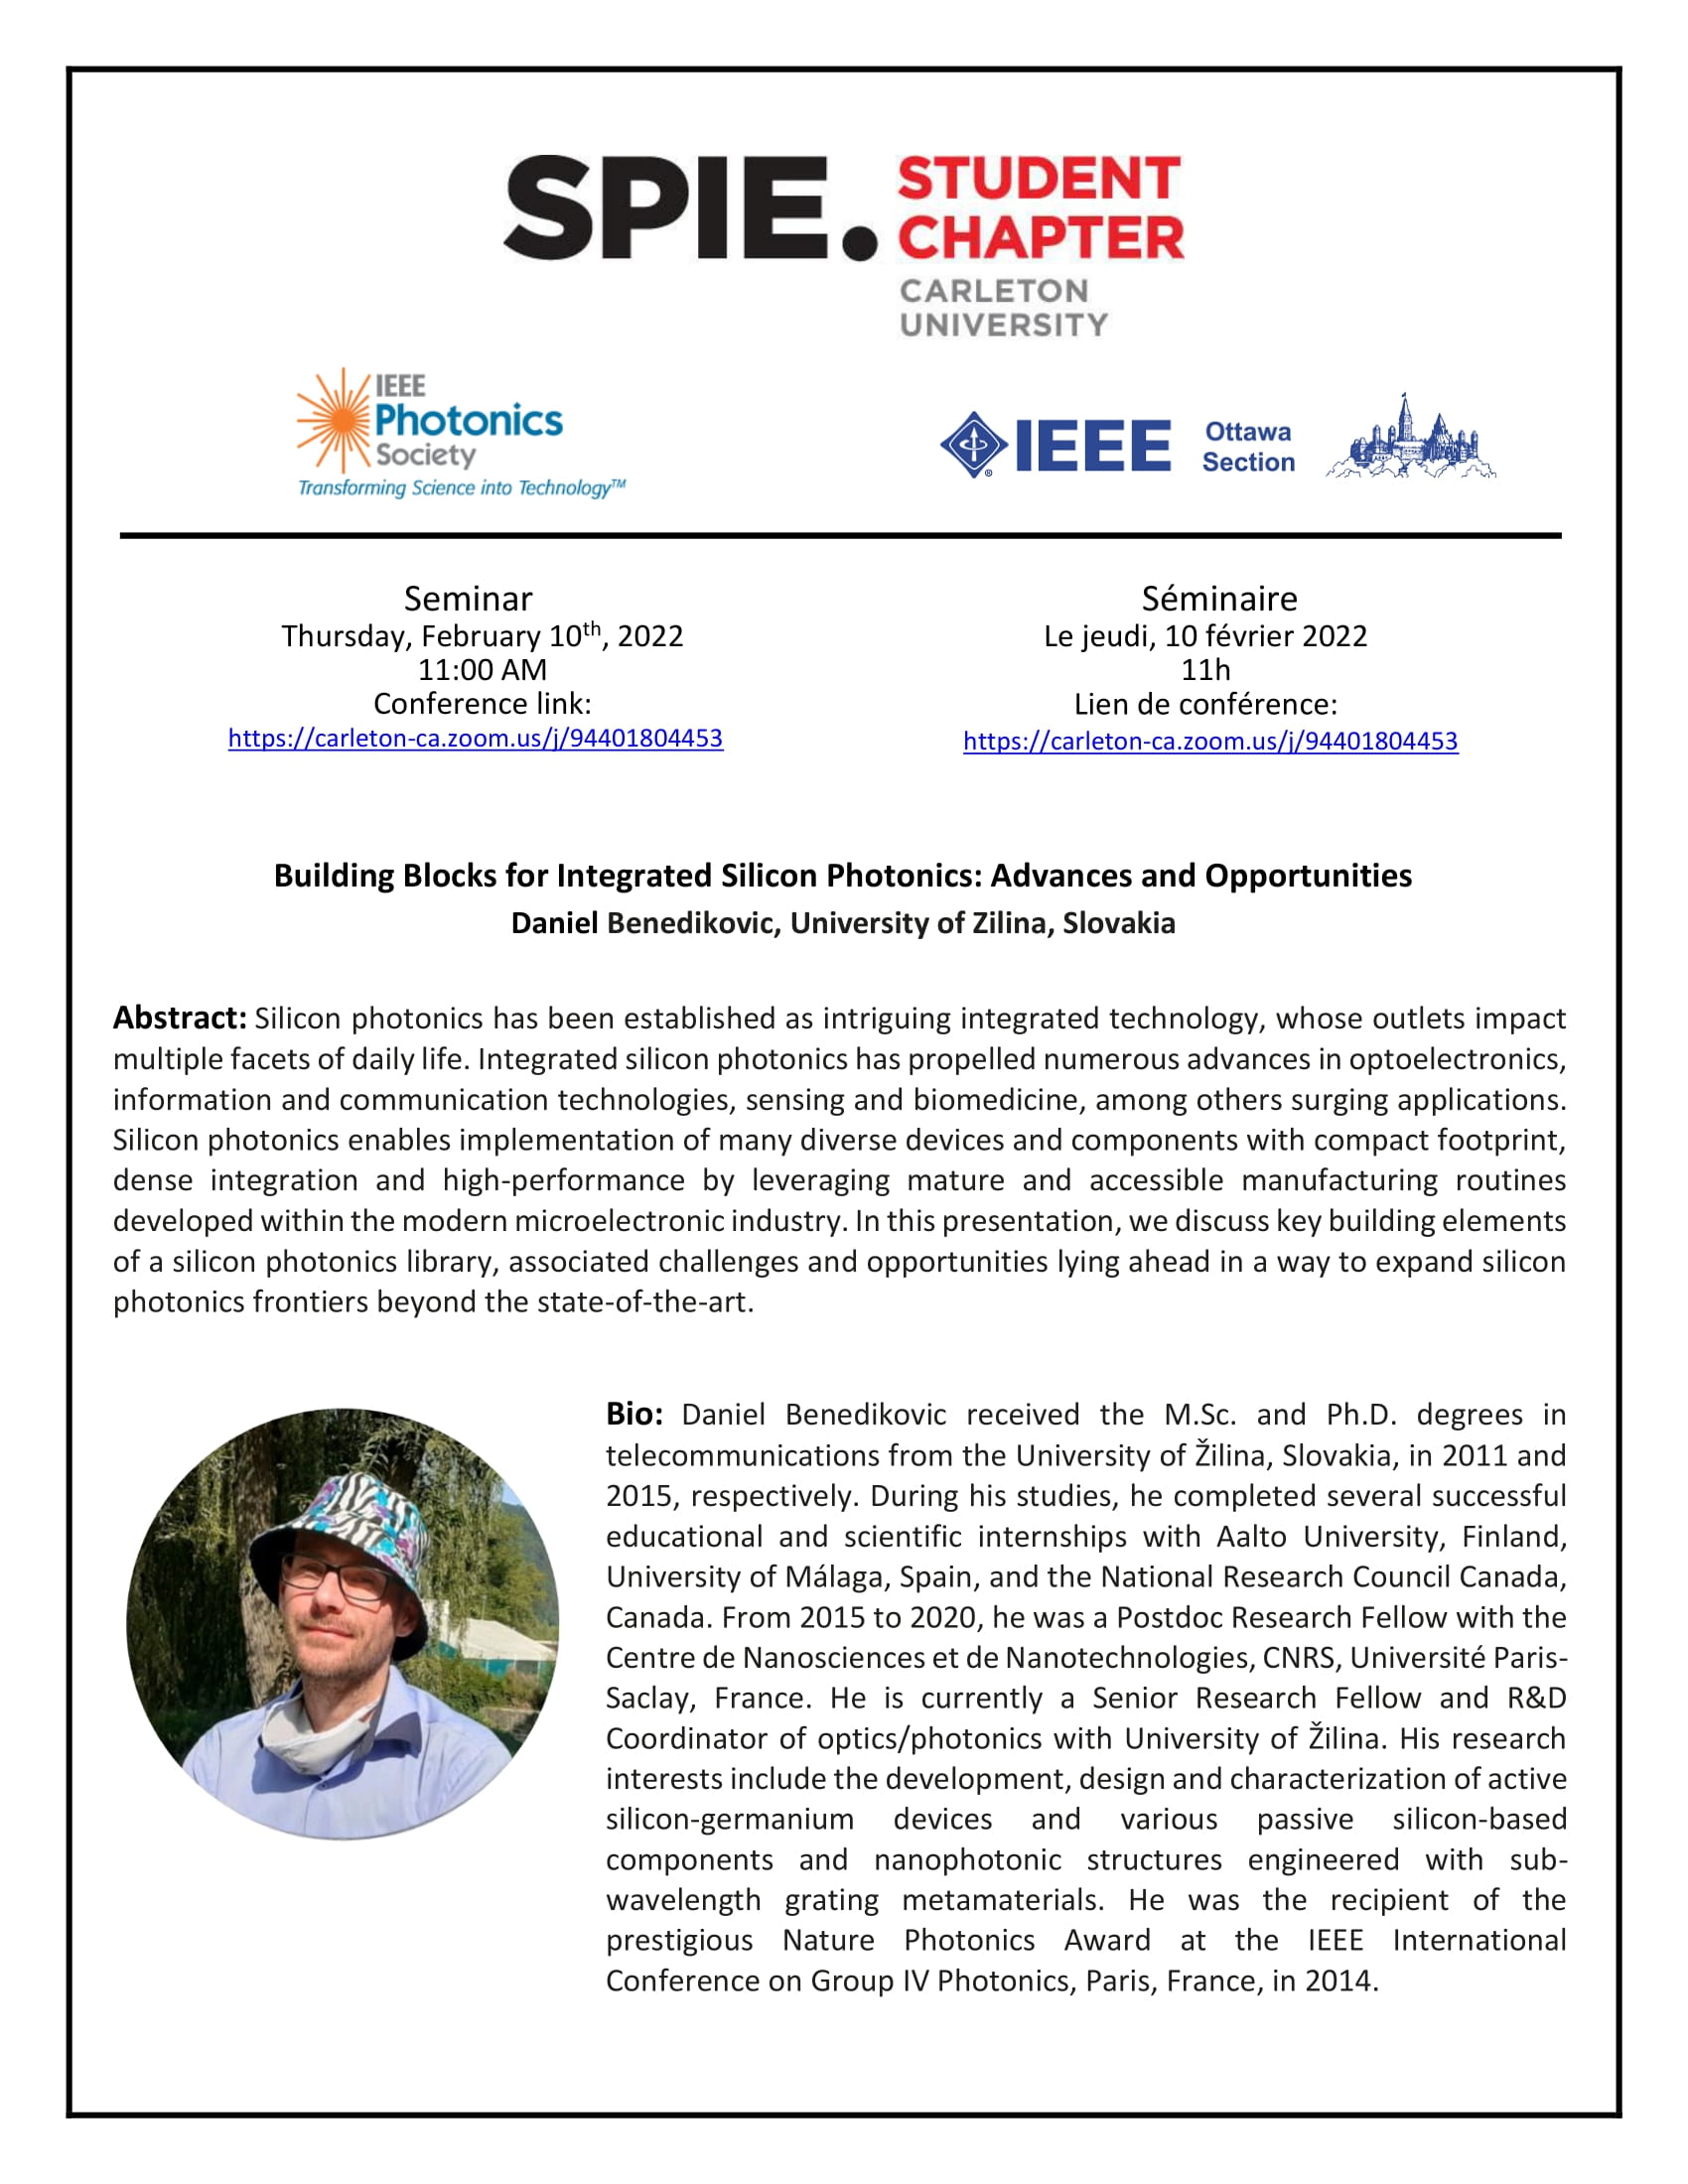 SPIE. STUDENT
CHAPTER
CARLETON
UNIVERSITY
IEEE
Photonics
Society
Transforming Science into Technology™
IEEE
®
Ottawa
Section
Seminar
Thursday, February 10th, 2022
11:00 AM
Conference link:
https://carleton-ca.zoom.us/j/94401804453
Séminaire
Le jeudi, 10 février 2022
11h
Lien de conférence:
https://carleton-ca.zoom.us/j/94401804453
Building Blocks for Integrated Silicon Photonics: Advances and Opportunities
Daniel Benedikovic, University of Zilina, Slovakia
Abstract: Silicon photonics has been established as intriguing integrated technology, whose outlets impact
multiple facets of daily life. Integrated silicon photonics has propelled numerous advances in optoelectronics,
information and communication technologies, sensing and biomedicine, among others surging applications.
Silicon photonics enables implementation of many diverse devices and components with compact footprint,
dense integration and high-performance by leveraging mature and accessible manufacturing routines
developed within the modern microelectronic industry. In this presentation, we discuss key building elements
of a silicon photonics library, associated challenges and opportunities lying ahead in a way to expand silicon
photonics frontiers beyond the state-of-the-art.
Bio: Daniel Benedikovic received the M.Sc. and Ph.D. degrees in
telecommunications from the University of Žilina, Slovakia, in 2011 and
2015, respectively. During his studies, he completed several successful
educational and scientific internships with Aalto University, Finland,
University of Málaga, Spain, and the National Research Council Canada,
Canada. From 2015 to 2020, he was a Postdoc Research Fellow with the
Centre de Nanosciences et de Nanotechnologies, CNRS, Université Paris-
Saclay, France. He is currently a Senior Research Fellow and R&D
Coordinator of optics/photonics with University of Žilina. His research
interests include the development, design and characterization of active
silicon-germanium devices and various passive silicon-based
components and nanophotonic structures engineered with sub-
wavelength grating metamaterials. He was the recipient of the
prestigious Nature Photonics Award at the IEEE International
Conference on Group IV Photonics, Paris, France, in 2014.